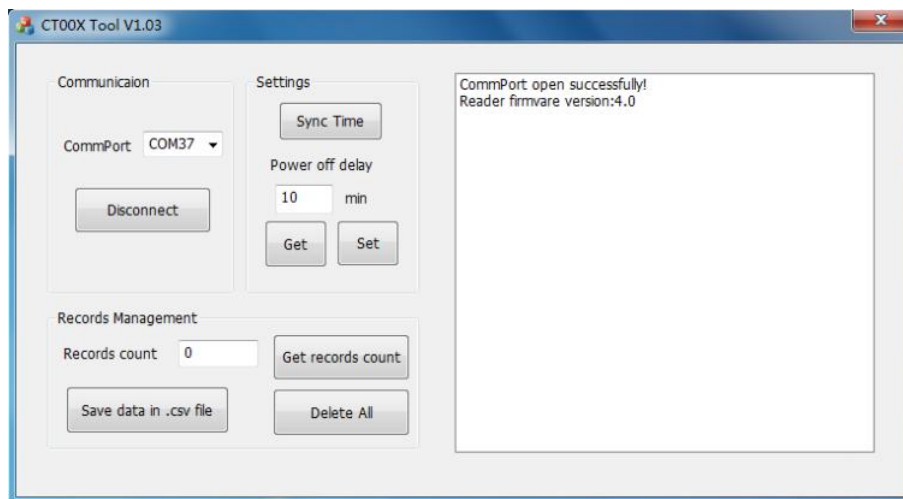 CT00X Tool V1.03
Communicaion
CommPort COM37
Disconnect
Settings
Sync Time
Power off delay
10 min
Get Set
CommPort open successfully!
Reader firmvare version:4.0
Records Management
Records count 0 Get records count
Save data in .csv file Delete All